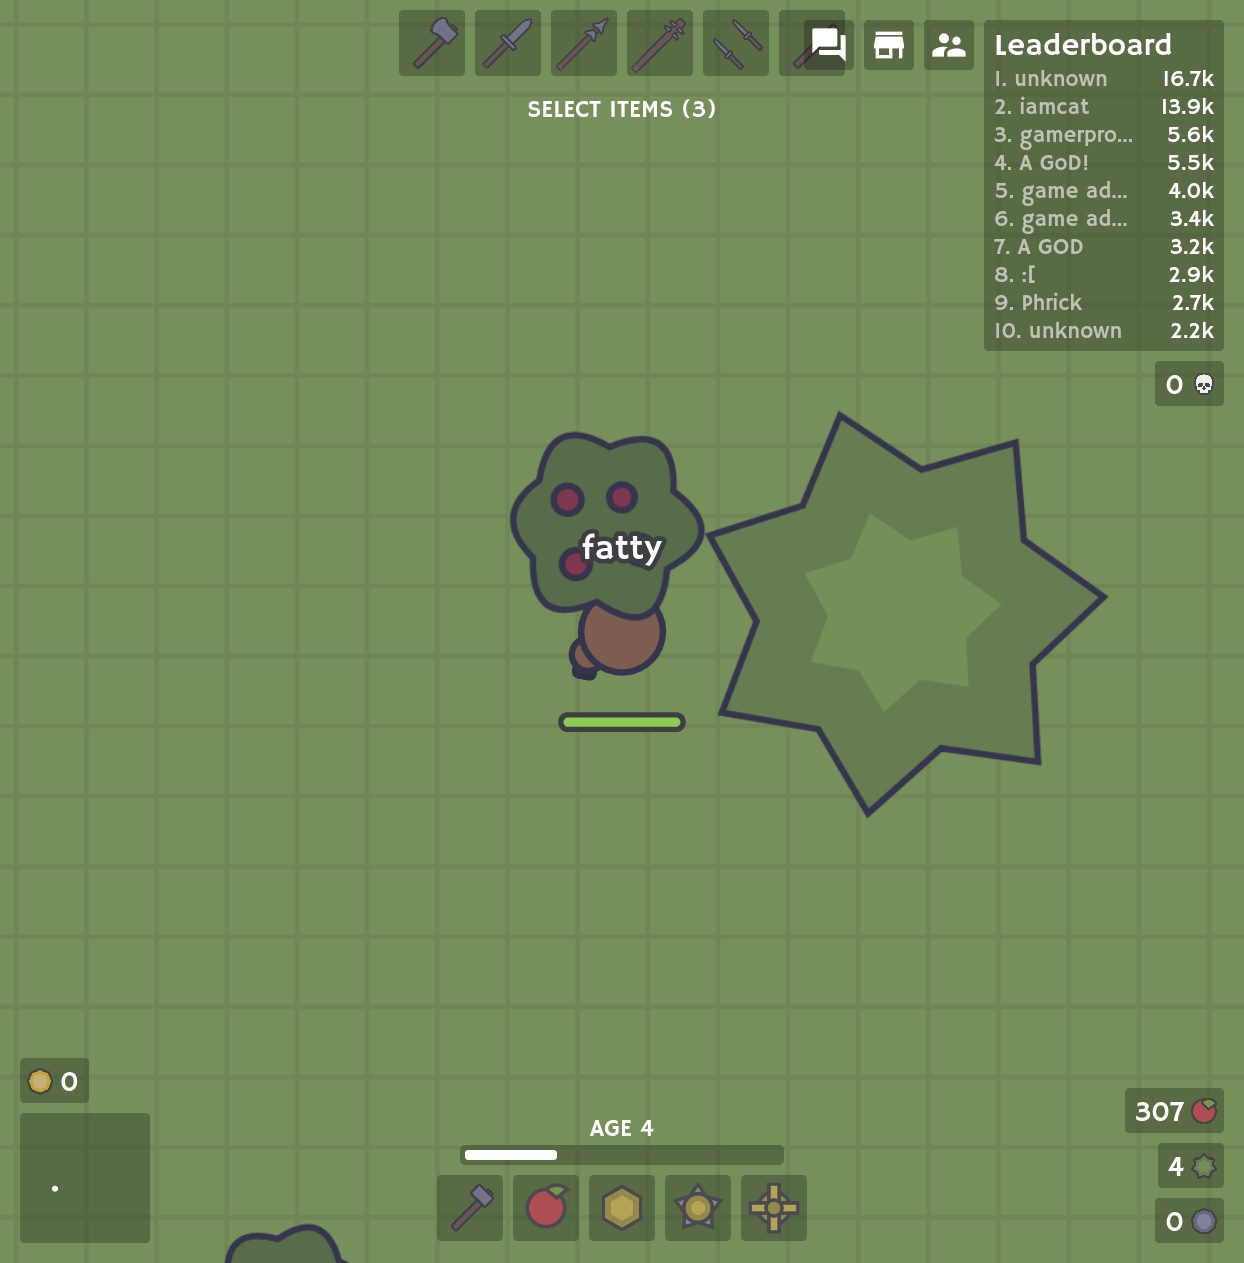 SELECT ITEMS (3)
Leaderboard
1. unknown 16.7k
2. iamcat 13.9k
3. gamerpro... 5.6k
4. A GoD! 5.5k
5. game ad... 4.0k
6. game ad... 3.4k
7. A GOD 3.2k
8. :[ 2.9k
9. Phrick 2.7k
10. unknown 2.2k
0
fatty
0
307
AGE 4
4
0